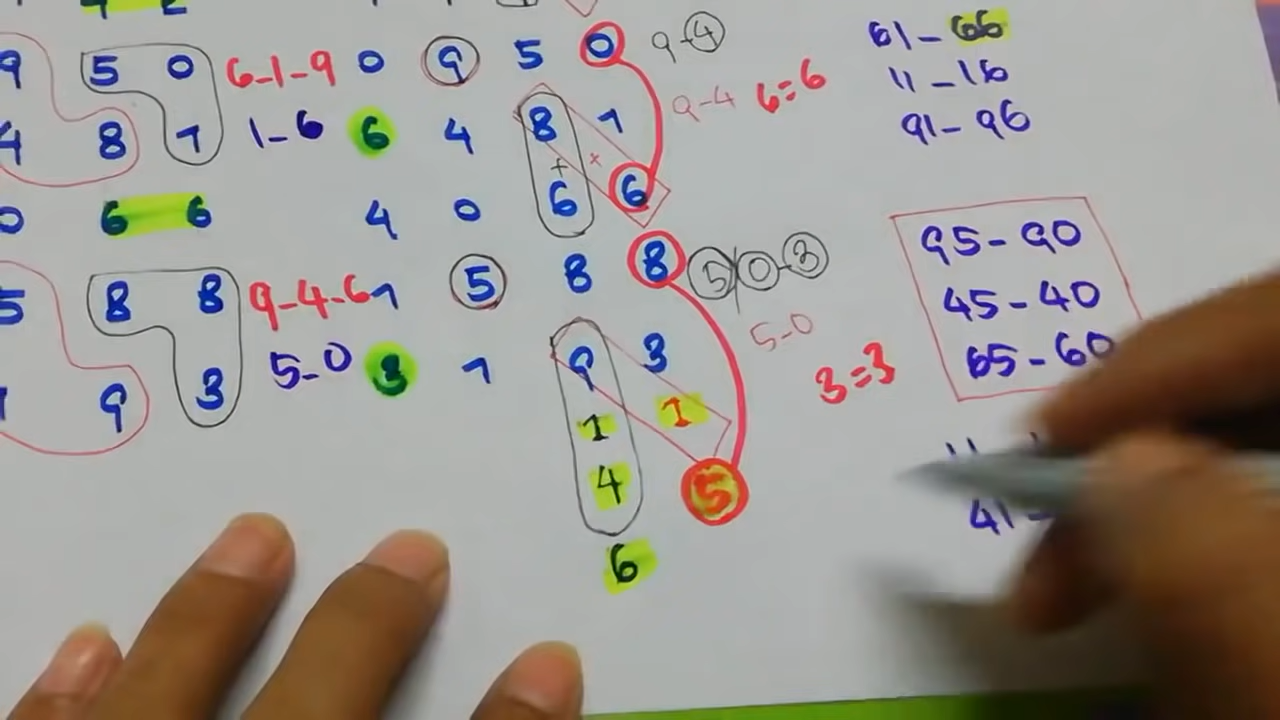 9 5 0 6-1-9 0 9 5 0 9-4 61-66
9-4 6=6 11-16
4 8 7 1-6 6 4 8 7 91-96
+ ×
6 6
0 6 6 4 0
95-90
5 8 8 9-4-6 7 5 8 8 5/0-3 45-40
5-0
9 3 5-0 3 7 9 3 3=3 65-60
1 1
4 5 41-
6